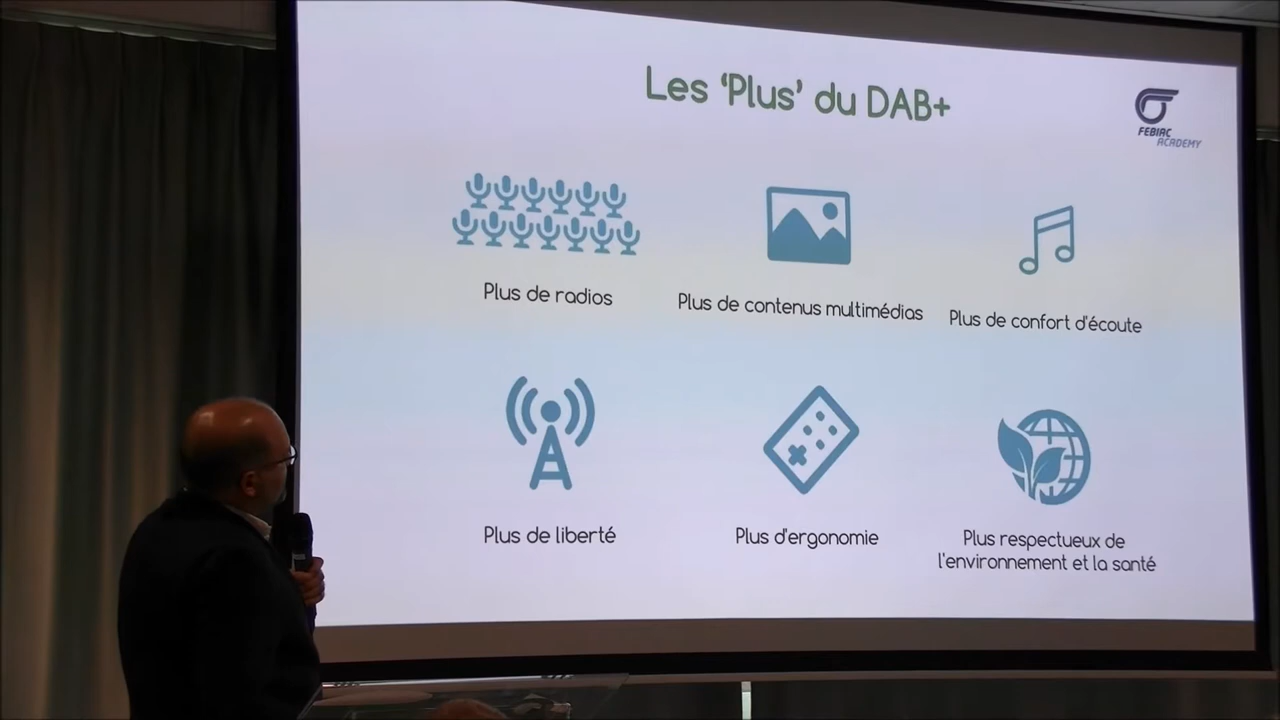 Les ‘Plus’ du DAB+
FEBIAC
ACADEMY
Plus de radios
Plus de contenus multimédias
Plus de confort d'écoute
Plus de liberté
Plus d'ergonomie
Plus respectueux de
l'environnement et la santé